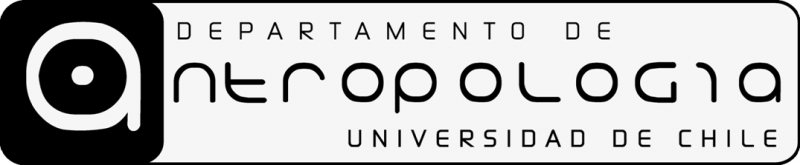 DEPARTAMENTO DE
antropoLOGIa
UNIVERSIDAD DE CHILE